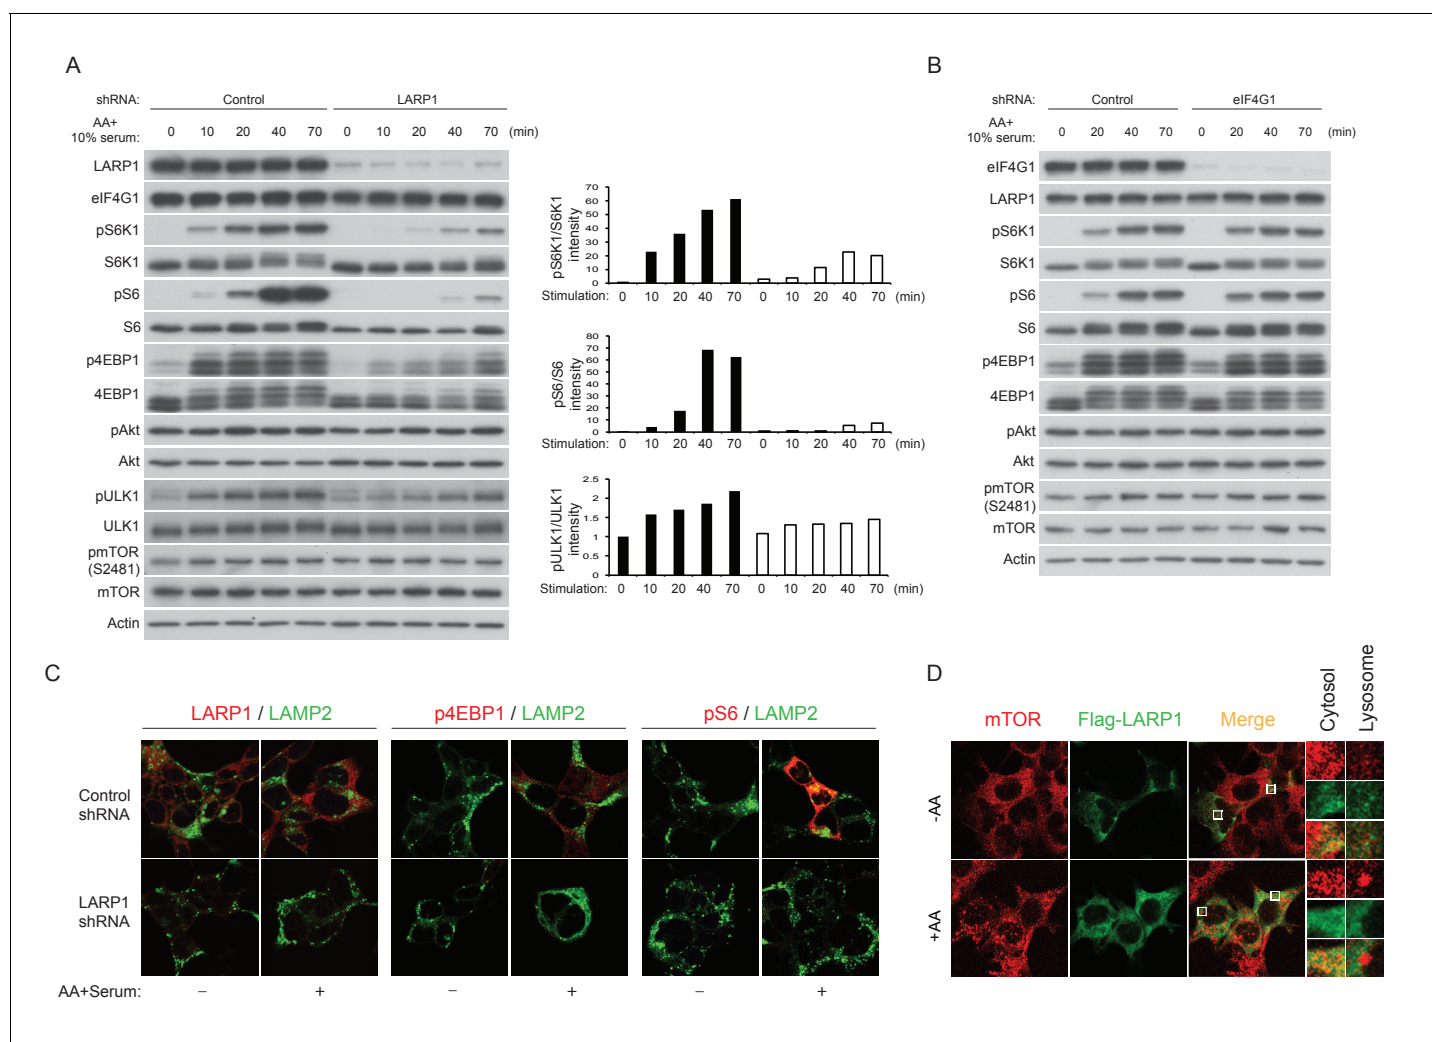 A
shRNA: Control LARP1
AA+
10% serum: 0 10 20 40 70 0 10 20 40 70 (min)
LARP1
eIF4G1
pS6K1
S6K1
pS6
S6
p4EBP1
4EBP1
pAkt
Akt
pULK1
ULK1
pmTOR
(S2481)
mTOR
Actin
pS6K1/S6K1
intensity
70
60
50
40
30
20
10
0
Stimulation: 0 10 20 40 70 0 10 20 40 70 (min)
pS6/S6
intensity
80
70
60
50
40
30
20
10
0
Stimulation: 0 10 20 40 70 0 10 20 40 70 (min)
pULK1/ULK1
intensity
2.5
2
1.5
1
0.5
0
Stimulation: 0 10 20 40 70 0 10 20 40 70 (min)
B
shRNA: Control eIF4G1
AA+
10% serum: 0 20 40 70 0 20 40 70 (min)
eIF4G1
LARP1
pS6K1
S6K1
pS6
S6
p4EBP1
4EBP1
pAkt
Akt
pmTOR
(S2481)
mTOR
Actin
C
LARP1 / LAMP2 p4EBP1 / LAMP2 pS6 / LAMP2
Control
shRNA
LARP1
shRNA
AA+Serum: – + – + – +
D
mTOR Flag-LARP1 Merge Cytosol Lysosome
-AA
+AA